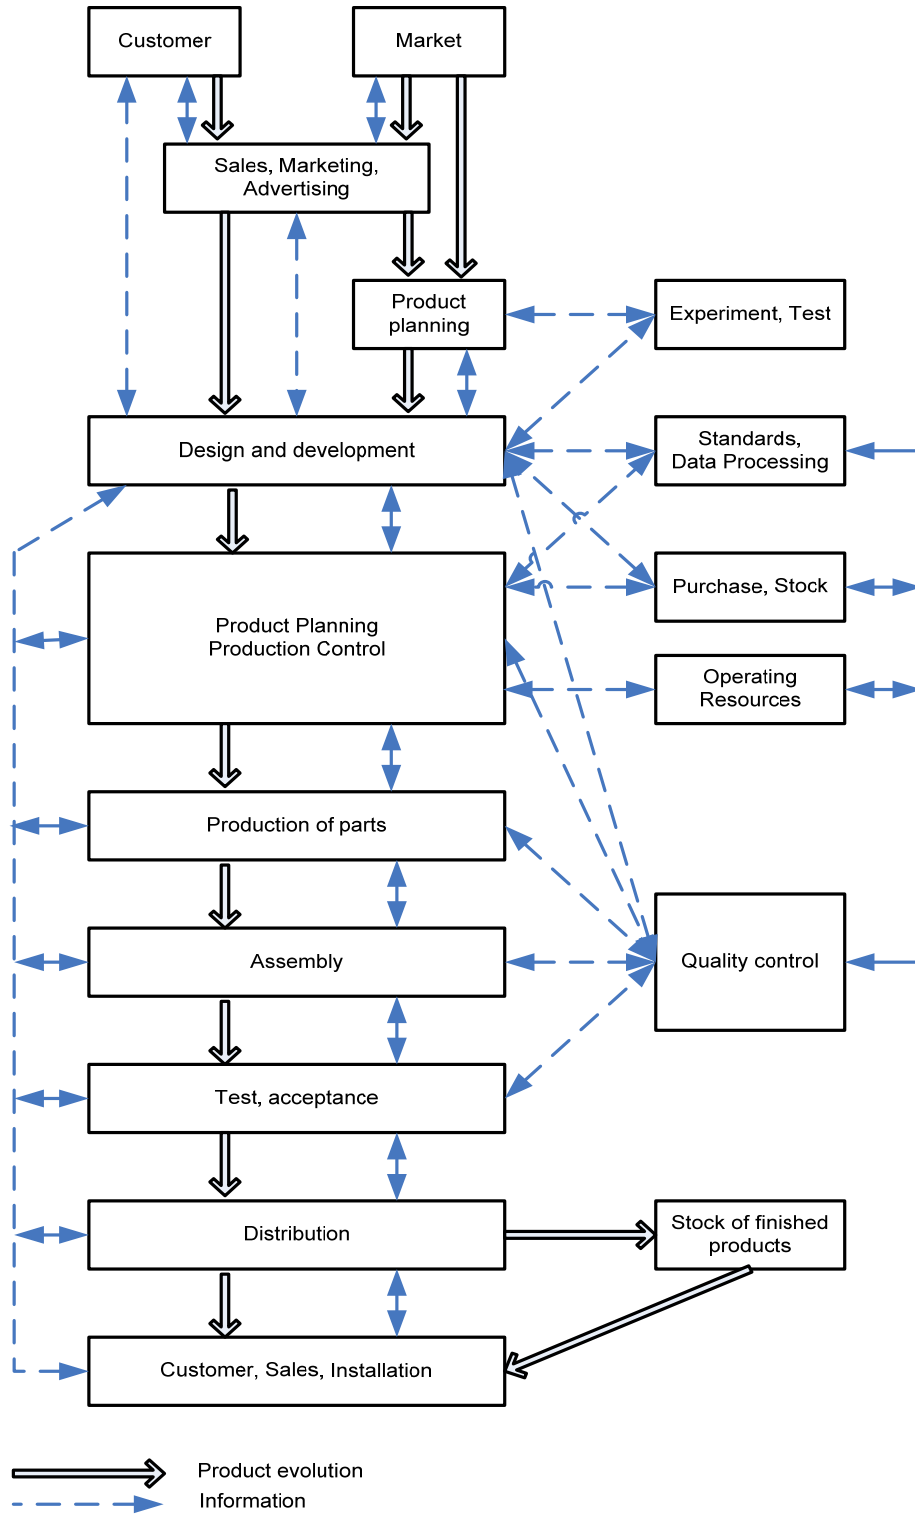 Customer
Market
Sales, Marketing,
Advertising
Product
planning
Experiment, Test
Design and development
Standards,
Data Processing
Product Planning
Production Control
Purchase, Stock
Operating
Resources
Production of parts
Assembly
Quality control
Test, acceptance
Distribution
Stock of finished
products
Customer, Sales, Installation
Product evolution
Information